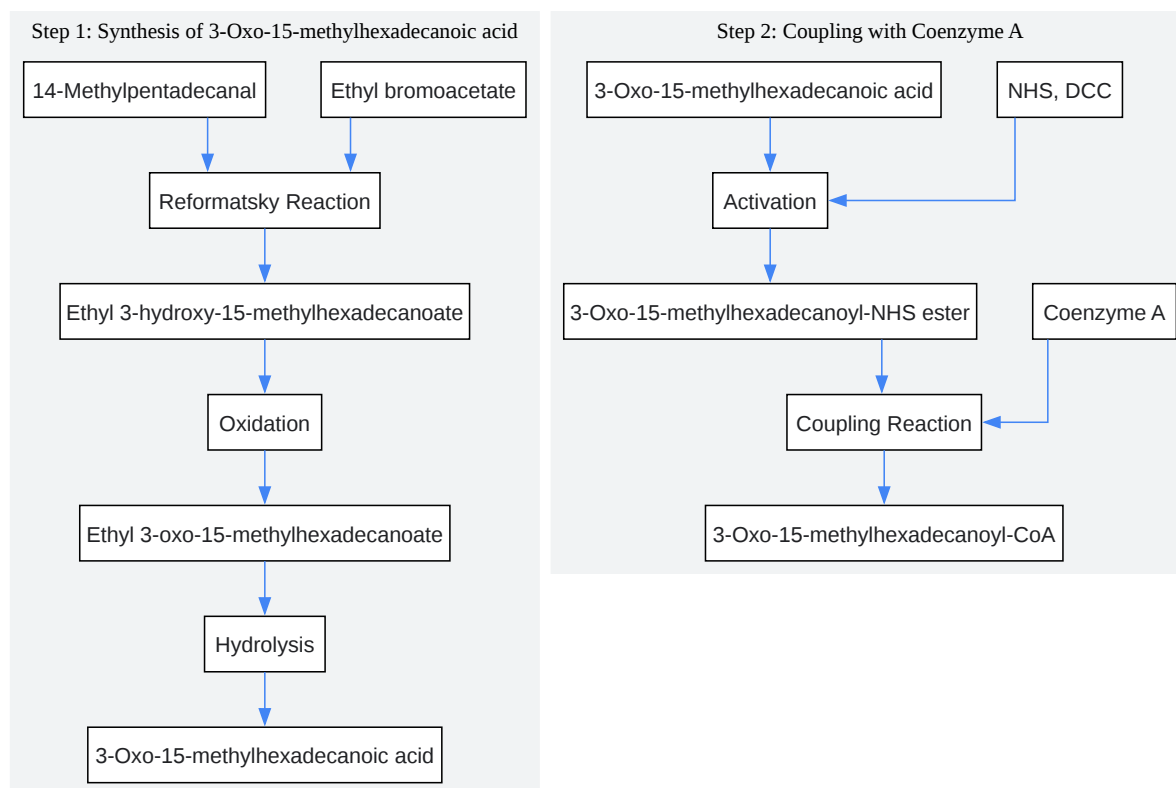 Step 1: Synthesis of 3-Oxo-15-methylhexadecanoic acid
14-Methylpentadecanal
Ethyl bromoacetate
Reformatsky Reaction
Ethyl 3-hydroxy-15-methylhexadecanoate
Oxidation
Ethyl 3-oxo-15-methylhexadecanoate
Hydrolysis
3-Oxo-15-methylhexadecanoic acid
Step 2: Coupling with Coenzyme A
3-Oxo-15-methylhexadecanoic acid
NHS, DCC
Activation
3-Oxo-15-methylhexadecanoyl-NHS ester
Coenzyme A
Coupling Reaction
3-Oxo-15-methylhexadecanoyl-CoA